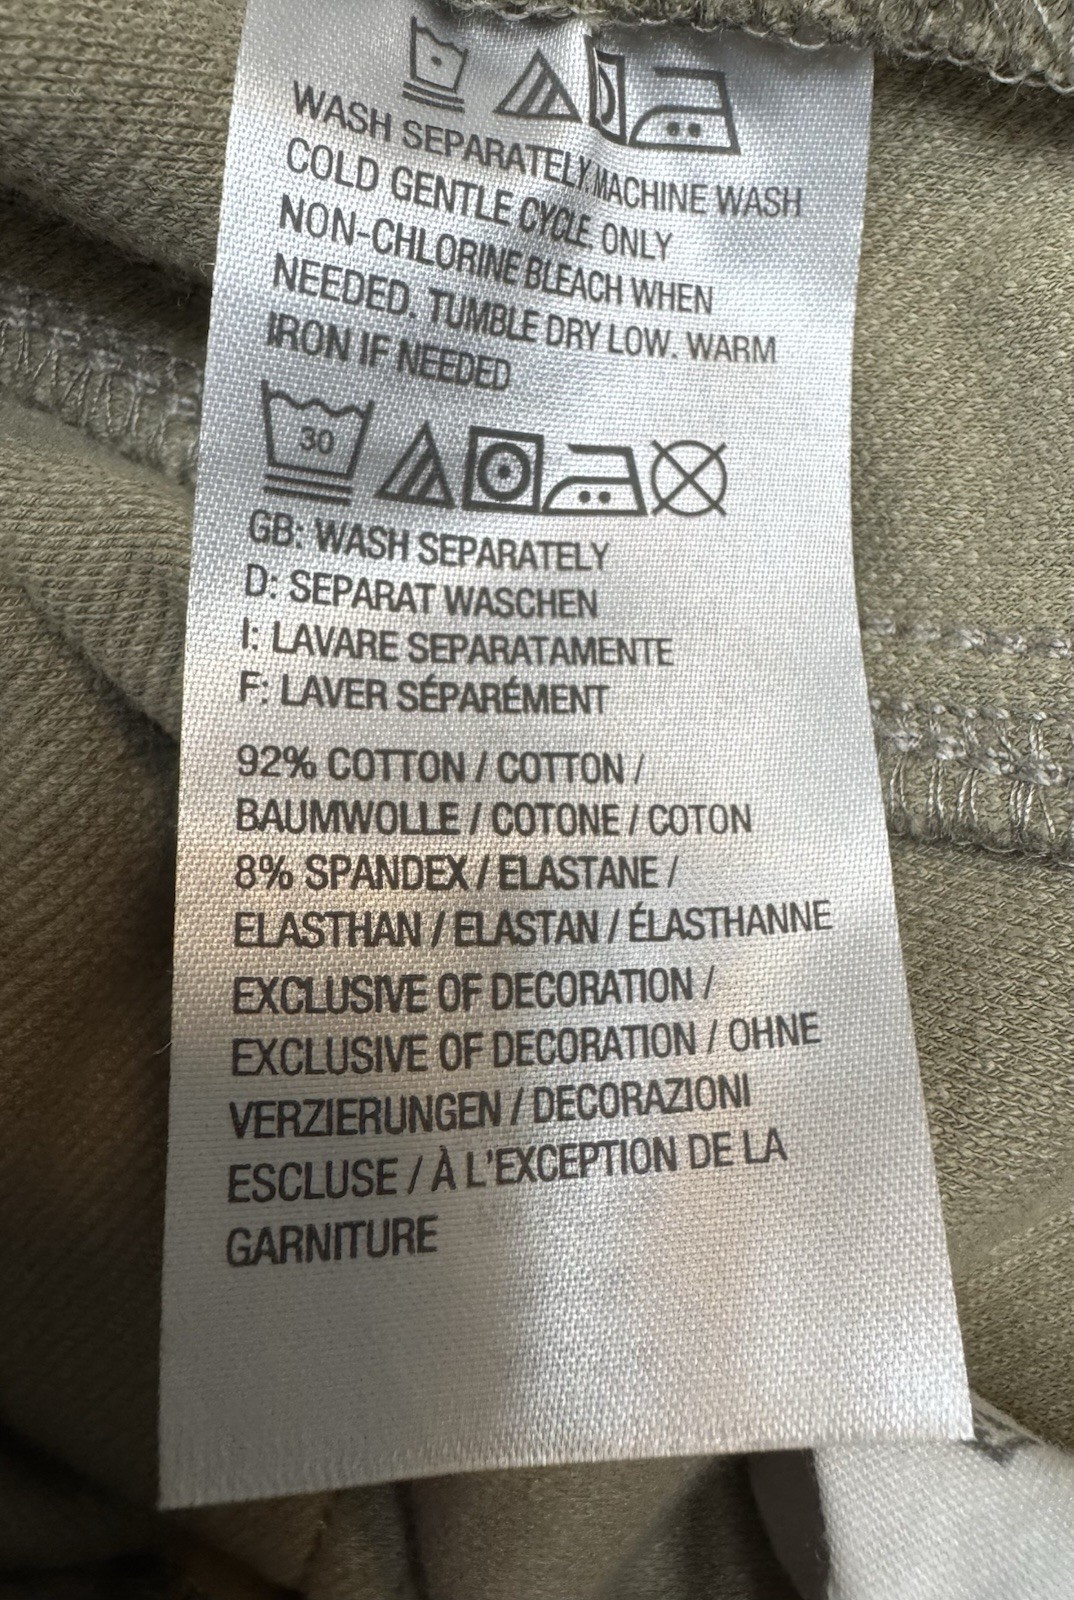 WASH SEPARATELY.MACHINE WASH
COLD GENTLE CYCLE ONLY
NON-CHLORINE BLEACH WHEN
NEEDED. TUMBLE DRY LOW. WARM
IRON IF NEEDED
30
GB: WASH SEPARATELY
D: SEPARAT WASCHEN
I: LAVARE SEPARATAMENTE
F: LAVER SÉPARÉMENT
92% COTTON / COTTON /
BAUMWOLLE / COTONE / COTON
8% SPANDEX / ELASTANE /
ELASTHAN / ELASTAN / ÉLASTHANNE
EXCLUSIVE OF DECORATION /
EXCLUSIVE OF DECORATION / OHNE
VERZIERUNGEN / DECORAZIONI
ESCLUSE / À L'EXCEPTION DE LA
GARNITURE